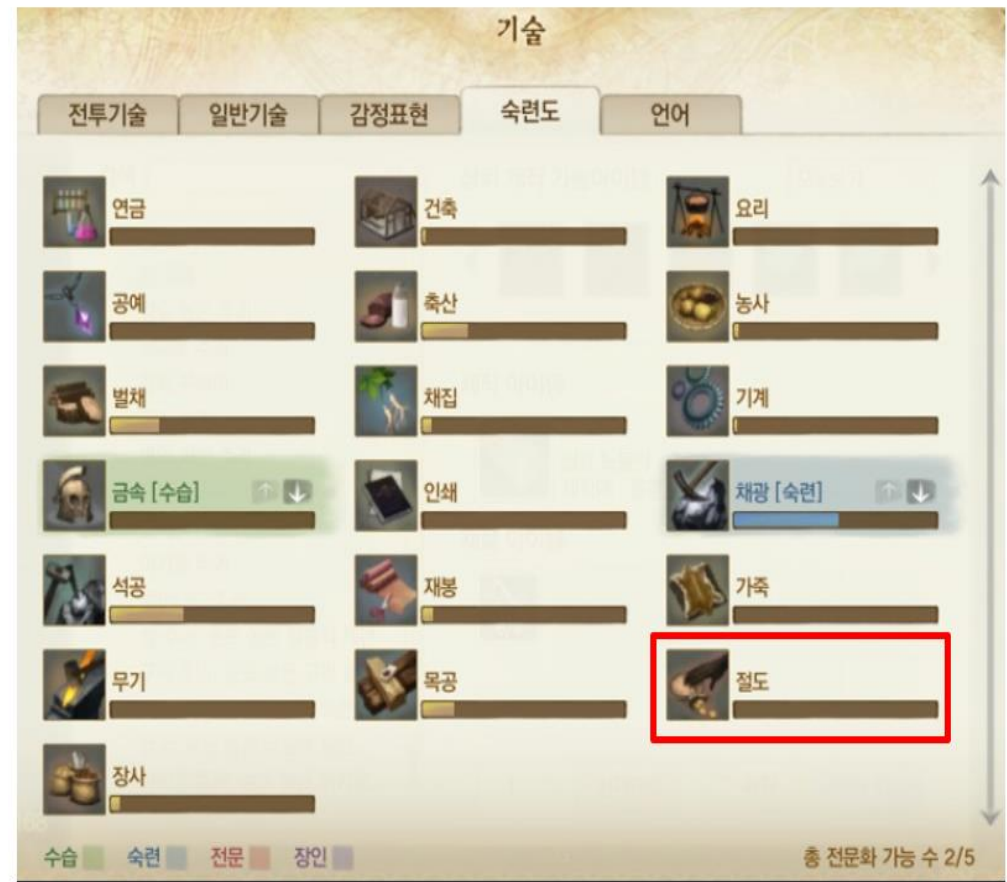 기술
전투기술 일반기술 감정표현 숙련도 언어
연금 건축 요리
공예 축산 농사
벌채 채집 기계
금속 [수습] 인쇄 채광 [숙련]
석공 재봉 가죽
무기 목공 절도
장사
수습 숙련 전문 장인 총 전문화 가능 수 2/5